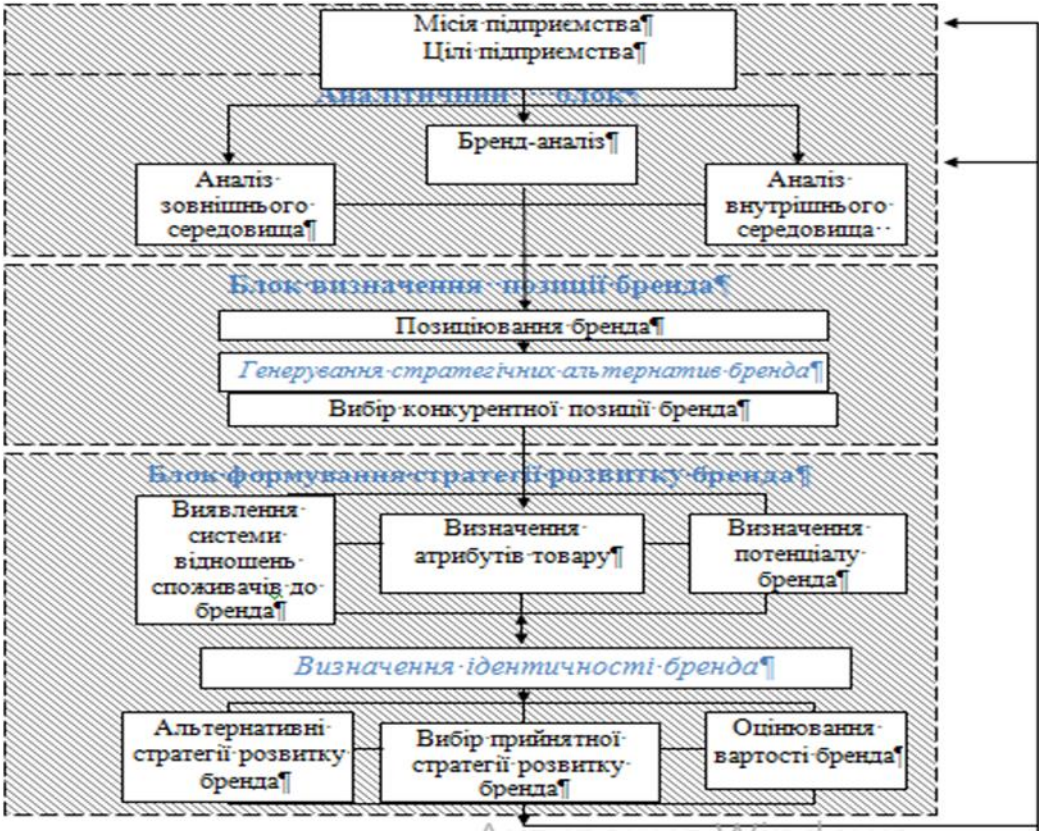 Місія·підприємства¶
Цілі·підприємства¶
Аналітичний····блок¶
Бренд-аналіз¶
Аналіз·
зовнішнього·
середовища¶
Аналіз·
внутрішнього·
середовища··
Блок·визначення··позиції·бренда¶
Позиціювання·бренда¶
Генерування·стратегічних·альтернатив·бренда¶
Вибір·конкурентної·позиції·бренда¶
Блок·формування·стратегії·розвитку·бренда¶
Виявлення·
системи·
відношень·
споживачів·до·
бренда¶
Визначення·
атрибутів·товару¶
Визначення·
потенціалу·
бренда¶
Визначення·ідентичності·бренда¶
Альтернативні·
стратегії·розвитку·
бренда¶
Вибір·прийнятної·
стратегії·розвитку·
бренда¶
Оцінювання·
вартості·бренда¶